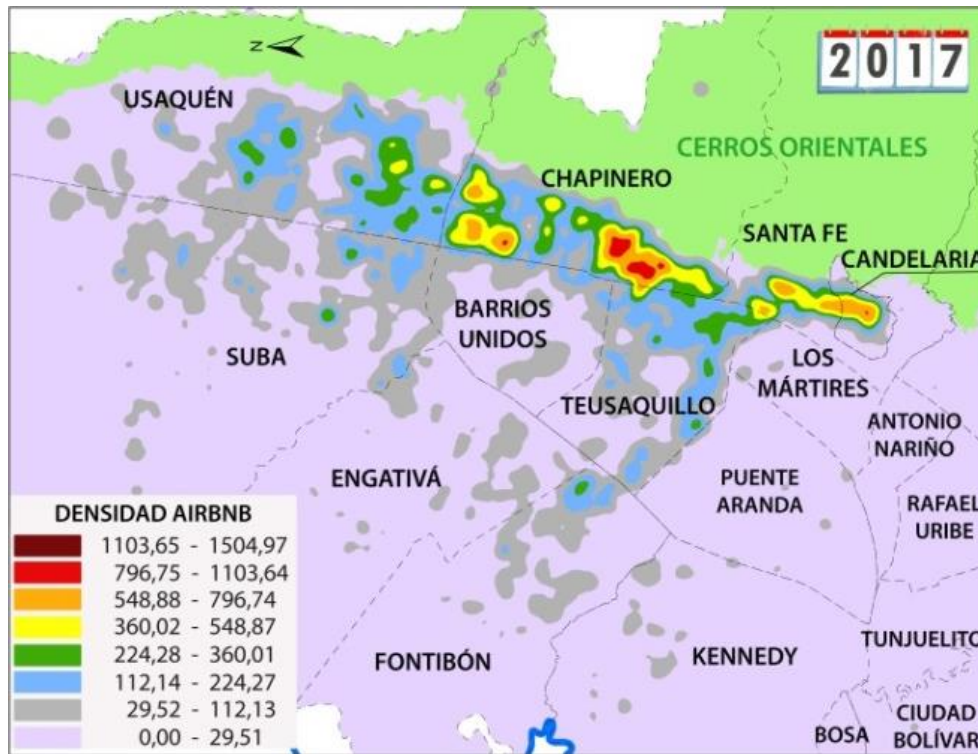 N
2017
USAQUÉN
CERROS ORIENTALES
CHAPINERO
SANTA FE
CANDELARIA
BARRIOS
UNIDOS
SUBA
LOS
MÁRTIRES
TEUSAQUILLO
ANTONIO
NARIÑO
ENGATIVÁ
PUENTE
ARANDA
RAFAEL
URIBE
FONTIBÓN
KENNEDY
TUNJUELITO
BOSA
CIUDAD
BOLÍVAR
DENSIDAD AIRBNB
1103,65 - 1504,97
796,75 - 1103,64
548,88 - 796,74
360,02 - 548,87
224,28 - 360,01
112,14 - 224,27
29,52 - 112,13
0,00 - 29,51